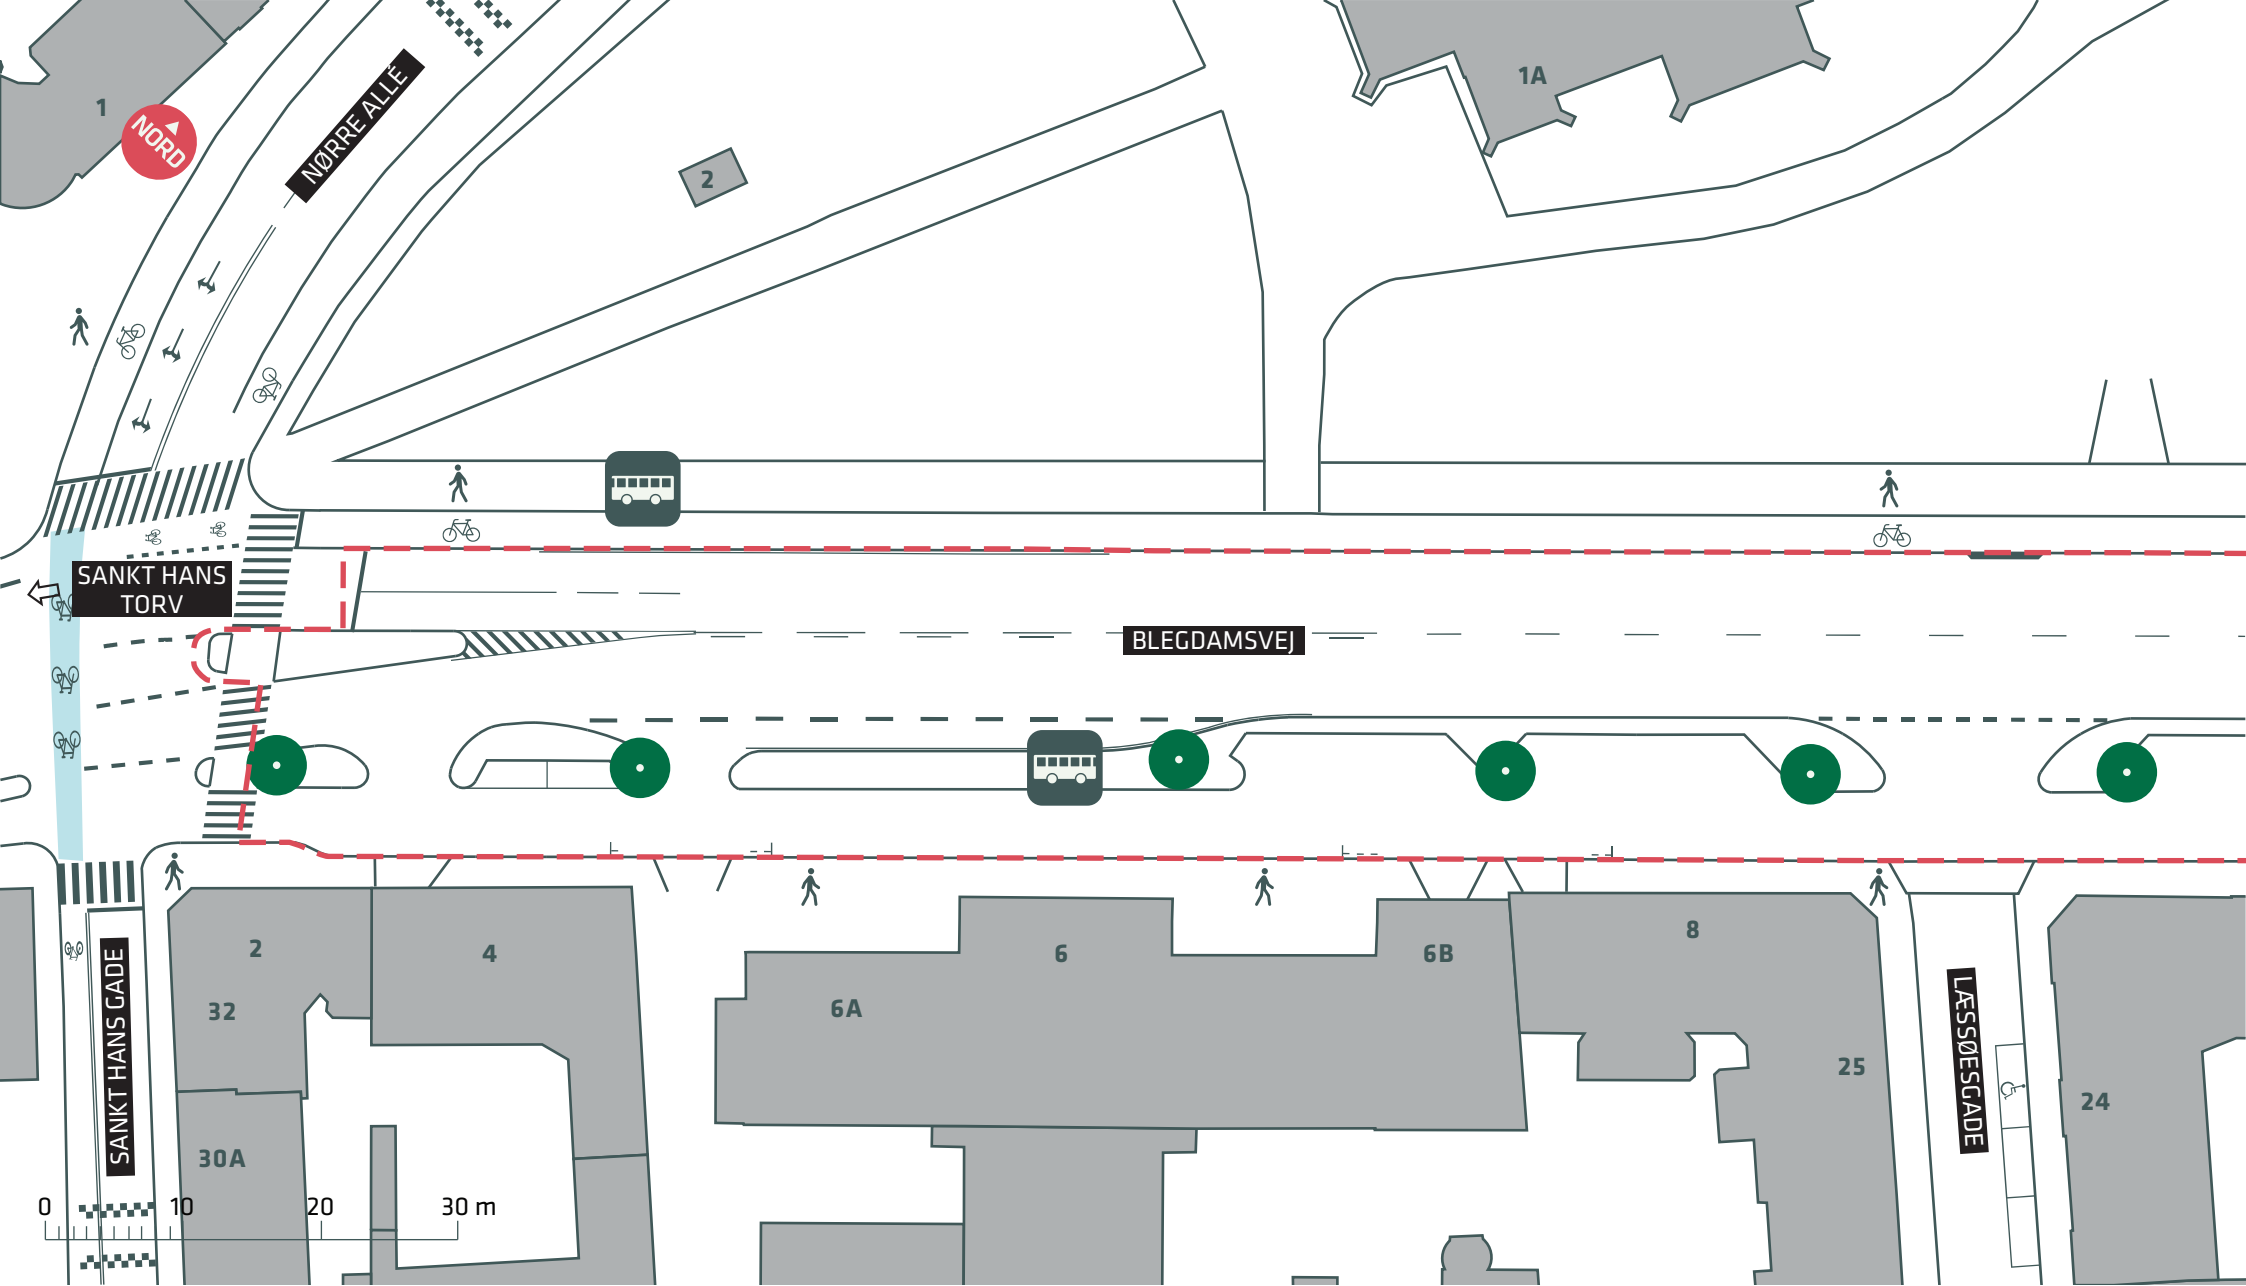 1
NORD
NØRRE ALLÉ
2
1A
SANKT HANS
TORV
BLEGDAMSVEJ
2
4
32
30A
6A
6
6B
8
25
24
SANKT HANS GADE
LÆSSØESGADE
0 10 20 30 m